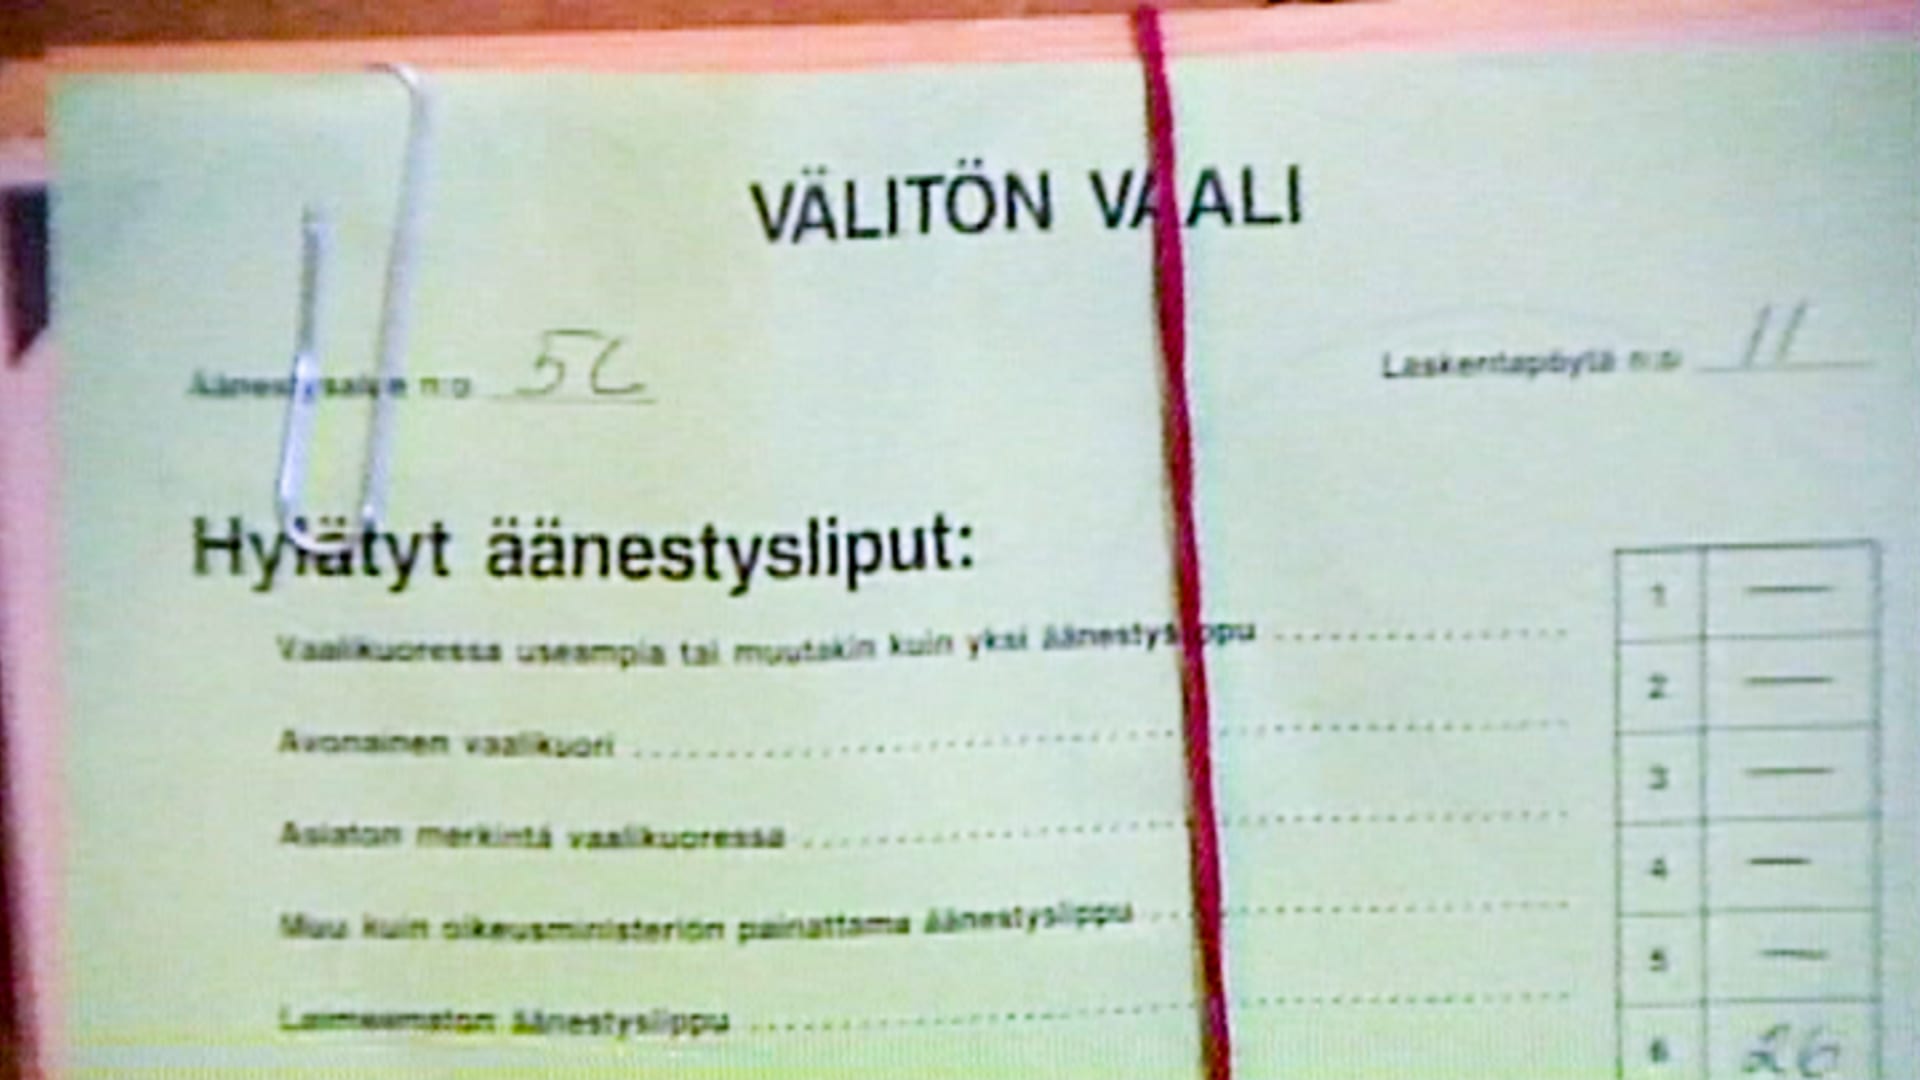 VÄLITÖN VAALI
Äänestysalue n:o 5C
Laskentapöytä n:o 11
Hylätyt äänestysliput:
Vaalikuoressa useampia tai muutakin kuin yksi äänestyslippu 1 —
Avonainen vaalikuori 2 —
Asiaton merkintä vaalikuoressa 3 —
Muu kuin oikeusministeriön painattama äänestyslippu 4 —
Leimaamaton äänestyslippu 5 —
6 26